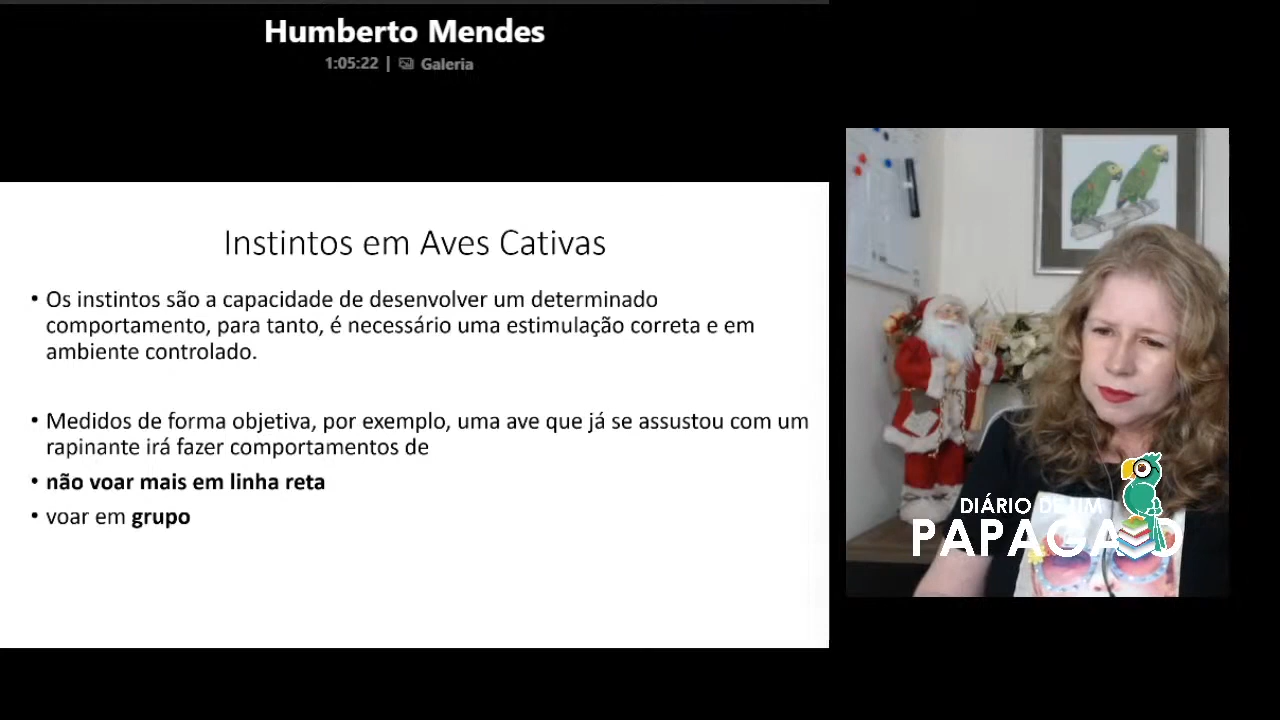 Humberto Mendes
1:05:22 | Galeria
Instintos em Aves Cativas
• Os instintos são a capacidade de desenvolver um determinado
comportamento, para tanto, é necessário uma estimulação correta e em
ambiente controlado.
• Medidos de forma objetiva, por exemplo, uma ave que já se assustou com um
rapinante irá fazer comportamentos de
• não voar mais em linha reta
• voar em grupo
DIÁRIO DE UM
PAPAGAIO